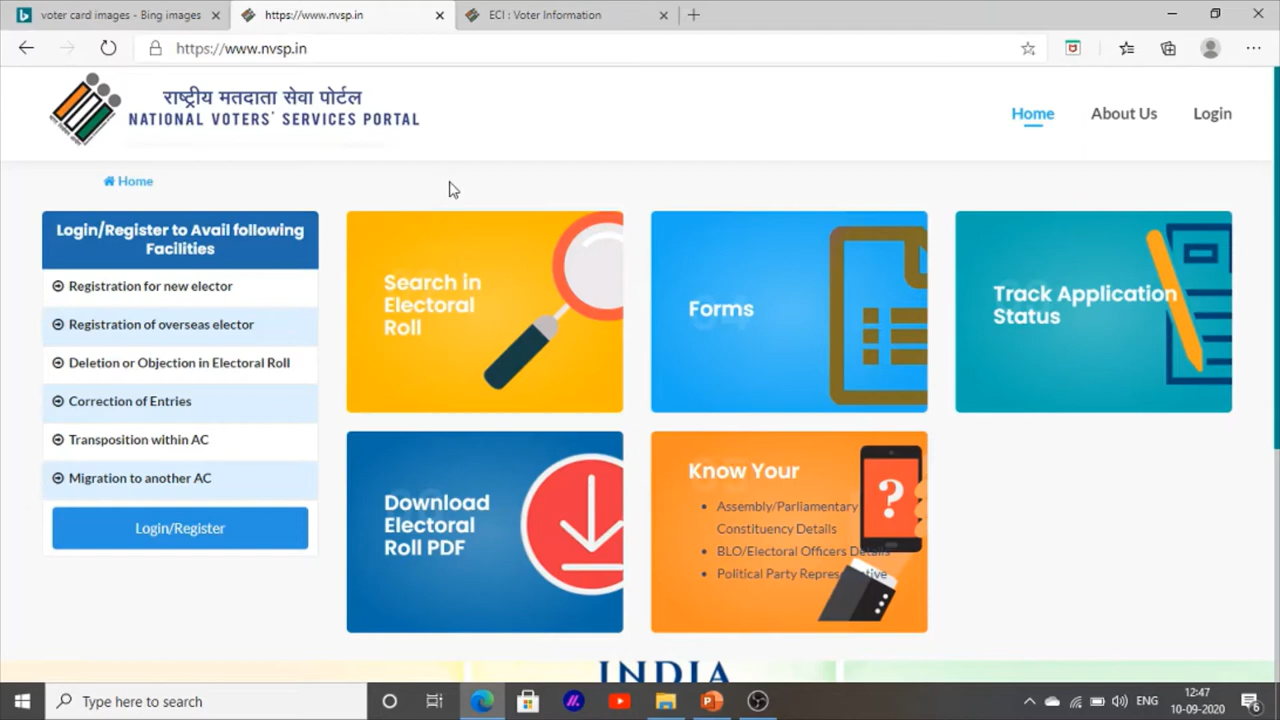 voter card images - Bing images
https://www.nvsp.in
ECI : Voter Information
https://www.nvsp.in
राष्ट्रीय मतदाता सेवा पोर्टल
NATIONAL VOTERS' SERVICES PORTAL
Home
About Us
Login
Home
Login/Register to Avail following
Facilities
Registration for new elector
Registration of overseas elector
Deletion or Objection in Electoral Roll
Correction of Entries
Transposition within AC
Migration to another AC
Login/Register
Search in
Electoral
Roll
Forms
Track Application
Status
Download
Electoral
Roll PDF
Know Your
Assembly/Parliamentary
Constituency Details
BLO/Electoral Officers Details
Political Party Representative
?
INDIA
Type here to search
ENG
12:47
10-09-2020
6